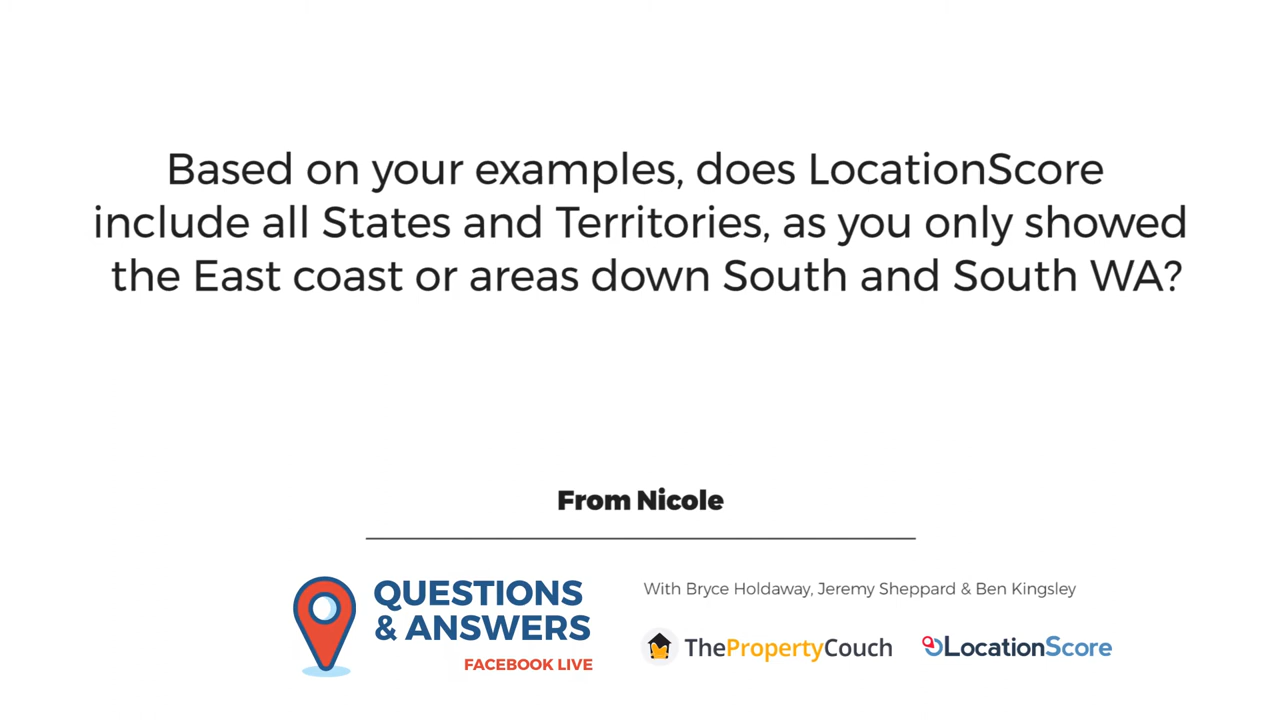 Based on your examples, does LocationScore
include all States and Territories, as you only showed
the East coast or areas down South and South WA?
From Nicole
QUESTIONS
& ANSWERS
FACEBOOK LIVE
With Bryce Holdaway, Jeremy Sheppard & Ben Kingsley
ThePropertyCouch
LocationScore